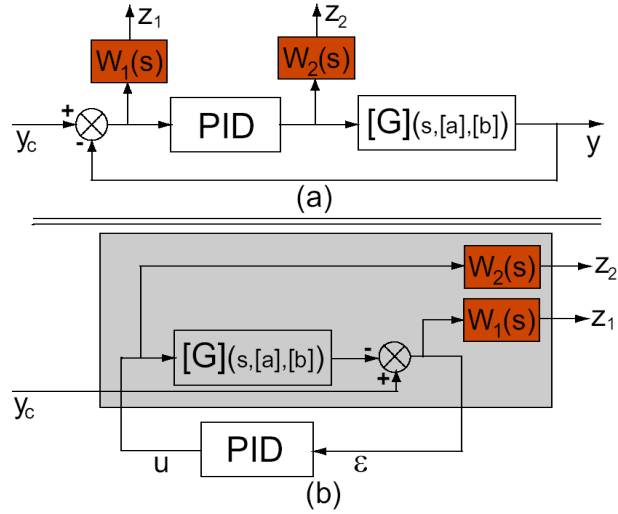 z1 z2
W1(s) W2(s)
+ PID [G](s,[a],[b])
yc - y
(a)
W2(s) z2
W1(s) z1
[G](s,[a],[b]) -
+
yc
PID
u ε
(b)